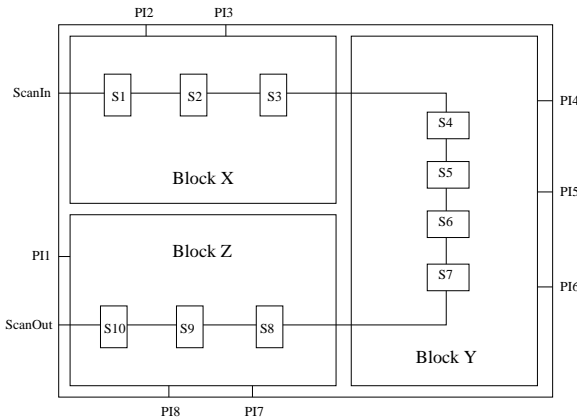 PI2 PI3
ScanIn S1 S2 S3
PI4
S4
Block X
S5
PI5
S6
Block Z
PI1
S7
PI6
ScanOut S10 S9 S8
Block Y
PI8 PI7